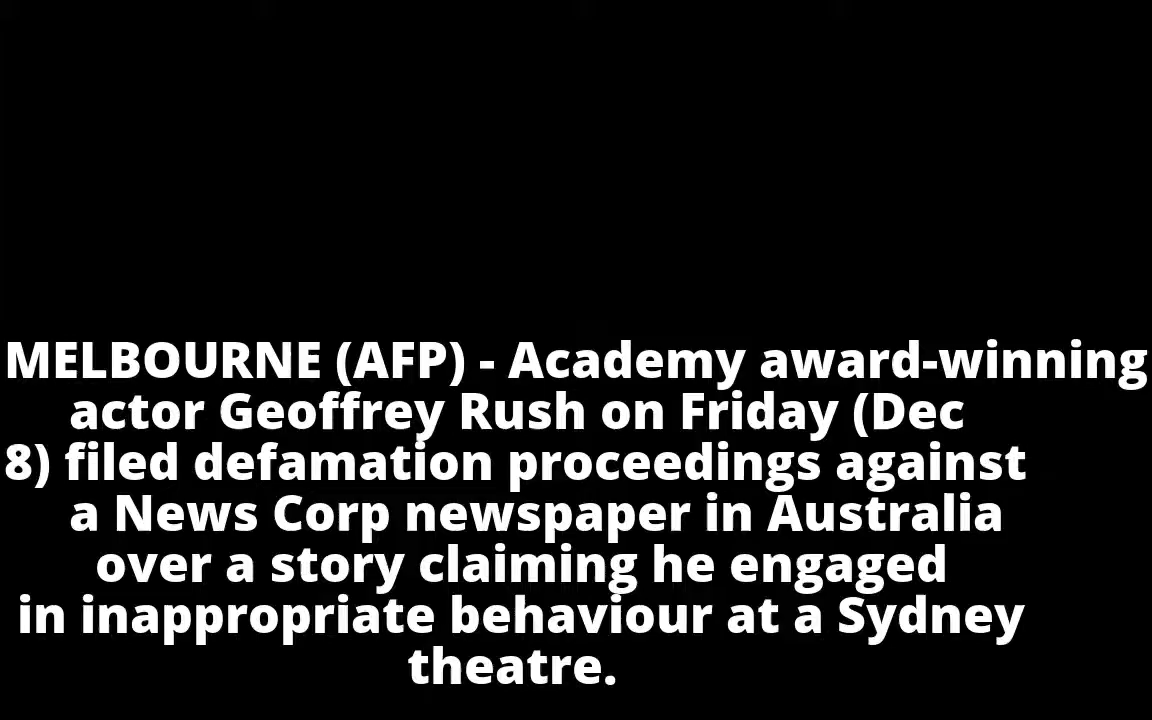 MELBOURNE (AFP) - Academy award-winning
actor Geoffrey Rush on Friday (Dec
8) filed defamation proceedings against
a News Corp newspaper in Australia
over a story claiming he engaged
in inappropriate behaviour at a Sydney
theatre.